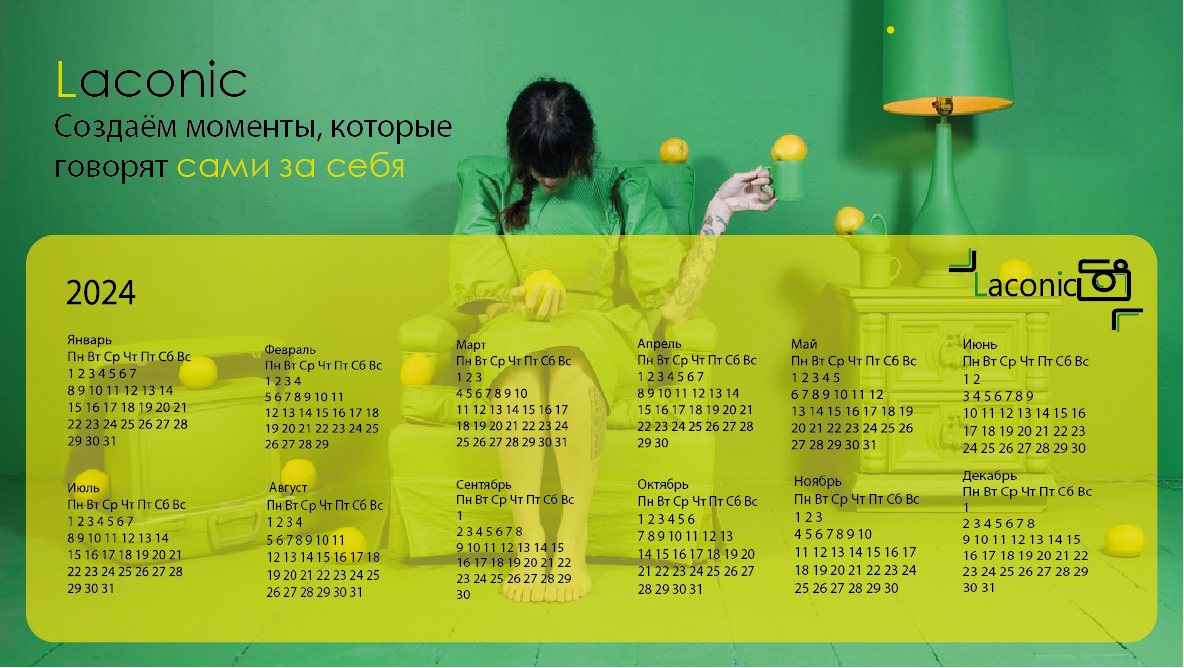 Laconic
Создаём моменты, которые
говорят сами за себя
2024
Laconic
Январь
Пн Вт Ср Чт Пт Сб Вс
1 2 3 4 5 6 7
8 9 10 11 12 13 14
15 16 17 18 19 20 21
22 23 24 25 26 27 28
29 30 31
Февраль
Пн Вт Ср Чт Пт Сб Вс
1 2 3 4
5 6 7 8 9 10 11
12 13 14 15 16 17 18
19 20 21 22 23 24 25
26 27 28 29
Март
Пн Вт Ср Чт Пт Сб Вс
1 2 3
4 5 6 7 8 9 10
11 12 13 14 15 16 17
18 19 20 21 22 23 24
25 26 27 28 29 30 31
Апрель
Пн Вт Ср Чт Пт Сб Вс
1 2 3 4 5 6 7
8 9 10 11 12 13 14
15 16 17 18 19 20 21
22 23 24 25 26 27 28
29 30
Май
Пн Вт Ср Чт Пт Сб Вс
1 2 3 4 5
6 7 8 9 10 11 12
13 14 15 16 17 18 19
20 21 22 23 24 25 26
27 28 29 30 31
Июнь
Пн Вт Ср Чт Пт Сб Вс
1 2
3 4 5 6 7 8 9
10 11 12 13 14 15 16
17 18 19 20 21 22 23
24 25 26 27 28 29 30
Июль
Пн Вт Ср Чт Пт Сб Вс
1 2 3 4 5 6 7
8 9 10 11 12 13 14
15 16 17 18 19 20 21
22 23 24 25 26 27 28
29 30 31
Август
Пн Вт Ср Чт Пт Сб Вс
1 2 3 4
5 6 7 8 9 10 11
12 13 14 15 16 17 18
19 20 21 22 23 24 25
26 27 28 29 30 31
Сентябрь
Пн Вт Ср Чт Пт Сб Вс
1
2 3 4 5 6 7 8
9 10 11 12 13 14 15
16 17 18 19 20 21 22
23 24 25 26 27 28 29
30
Октябрь
Пн Вт Ср Чт Пт Сб Вс
1 2 3 4 5 6
7 8 9 10 11 12 13
14 15 16 17 18 19 20
21 22 23 24 25 26 27
28 29 30 31
Ноябрь
Пн Вт Ср Чт Пт Сб Вс
1 2 3
4 5 6 7 8 9 10
11 12 13 14 15 16 17
18 19 20 21 22 23 24
25 26 27 28 29 30
Декабрь
Пн Вт Ср Чт Пт Сб Вс
1
2 3 4 5 6 7 8
9 10 11 12 13 14 15
16 17 18 19 20 21 22
23 24 25 26 27 28 29
30 31